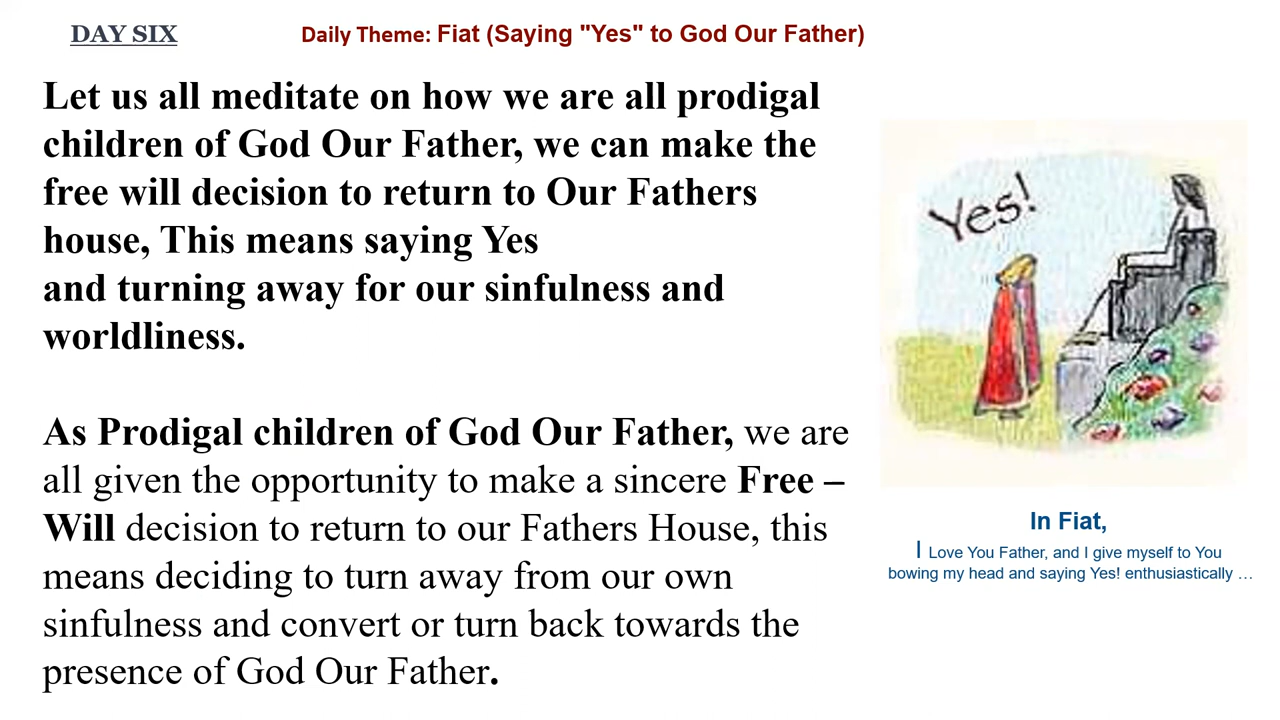 DAY SIX
Daily Theme: Fiat (Saying "Yes" to God Our Father)
Let us all meditate on how we are all prodigal
children of God Our Father, we can make the
free will decision to return to Our Fathers
house, This means saying Yes
and turning away for our sinfulness and
worldliness.
As Prodigal children of God Our Father, we are
all given the opportunity to make a sincere Free –
Will decision to return to our Fathers House, this
means deciding to turn away from our own
sinfulness and convert or turn back towards the
presence of God Our Father.
Yes!
In Fiat,
I Love You Father, and I give myself to You
bowing my head and saying Yes! enthusiastically …